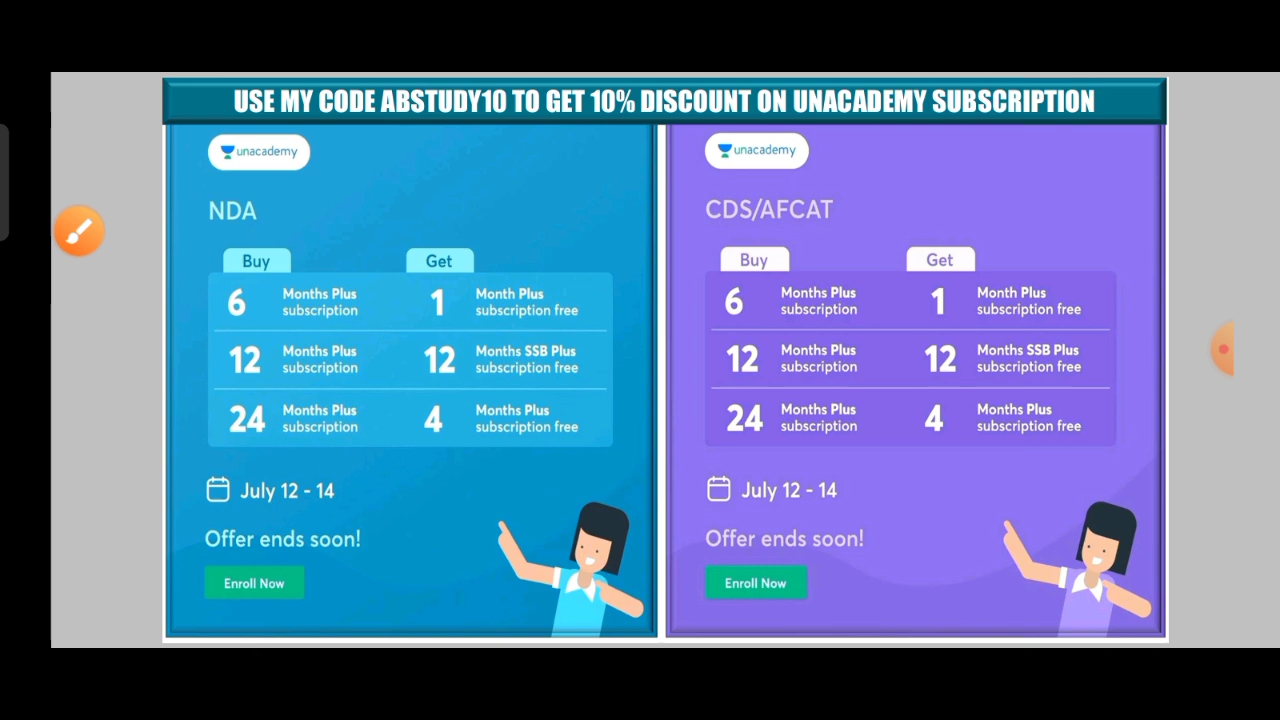 USE MY CODE ABSTUDY10 TO GET 10% DISCOUNT ON UNACADEMY SUBSCRIPTION
unacademy
NDA
Buy
Get
6
Months Plus
subscription
1
Month Plus
subscription free
12
Months Plus
subscription
12
Months SSB Plus
subscription free
24
Months Plus
subscription
4
Months Plus
subscription free
July 12 - 14
Offer ends soon!
Enroll Now
unacademy
CDS/AFCAT
Buy
Get
6
Months Plus
subscription
1
Month Plus
subscription free
12
Months Plus
subscription
12
Months SSB Plus
subscription free
24
Months Plus
subscription
4
Months Plus
subscription free
July 12 - 14
Offer ends soon!
Enroll Now